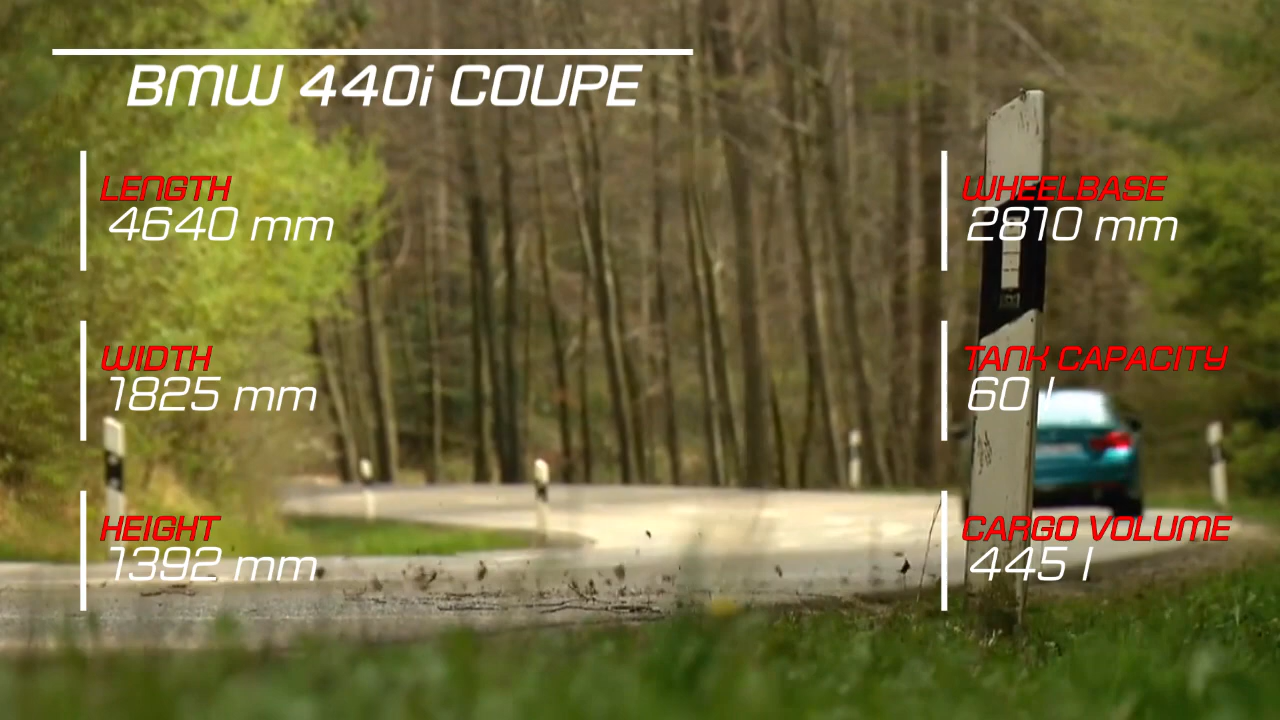 BMW 440i COUPE
LENGTH
4640 mm
WIDTH
1825 mm
HEIGHT
1392 mm
WHEELBASE
2810 mm
TANK CAPACITY
60 l
CARGO VOLUME
445 l